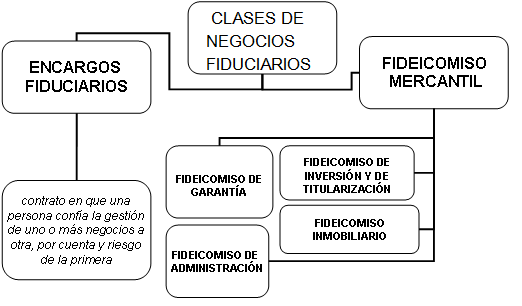 CLASES DE
NEGOCIOS
FIDUCIARIOS
ENCARGOS
FIDUCIARIOS
FIDEICOMISO
MERCANTIL
contrato en que una
persona confía la gestión
de uno o más negocios a
otra, por cuenta y riesgo
de la primera
FIDEICOMISO DE
GARANTÍA
FIDEICOMISO DE
INVERSIÓN Y DE
TITULARIZACIÓN
FIDEICOMISO
INMOBILIARIO
FIDEICOMISO DE
ADMINISTRACIÓN